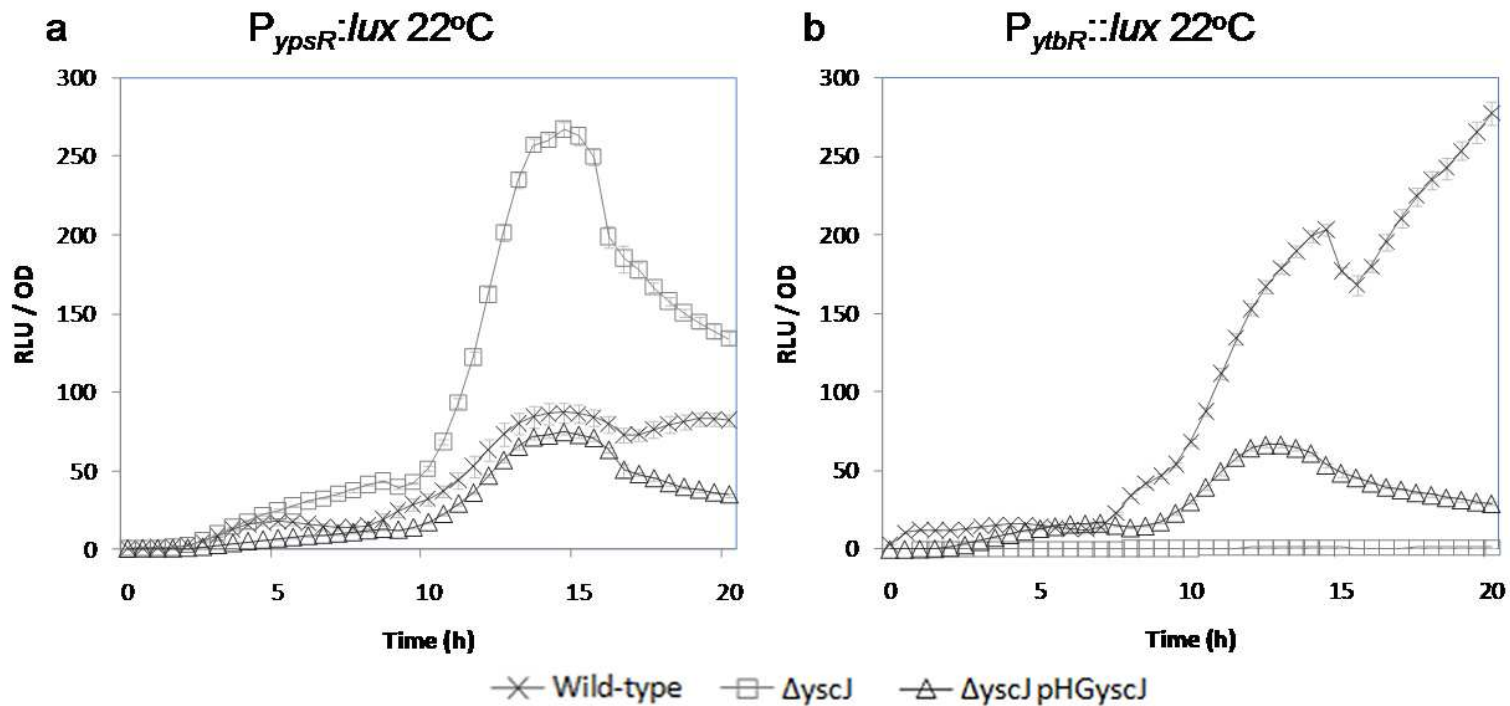 a PypsR:lux 22ºC
b PytbR::lux 22ºC
300
250
200
150
100
50
0
RLU / OD
0 5 10 15 20
Time (h)
300
250
200
150
100
50
0
RLU / OD
0 5 10 15 20
Time (h)
Wild-type ΔyscJ ΔyscJ pHGyscJ